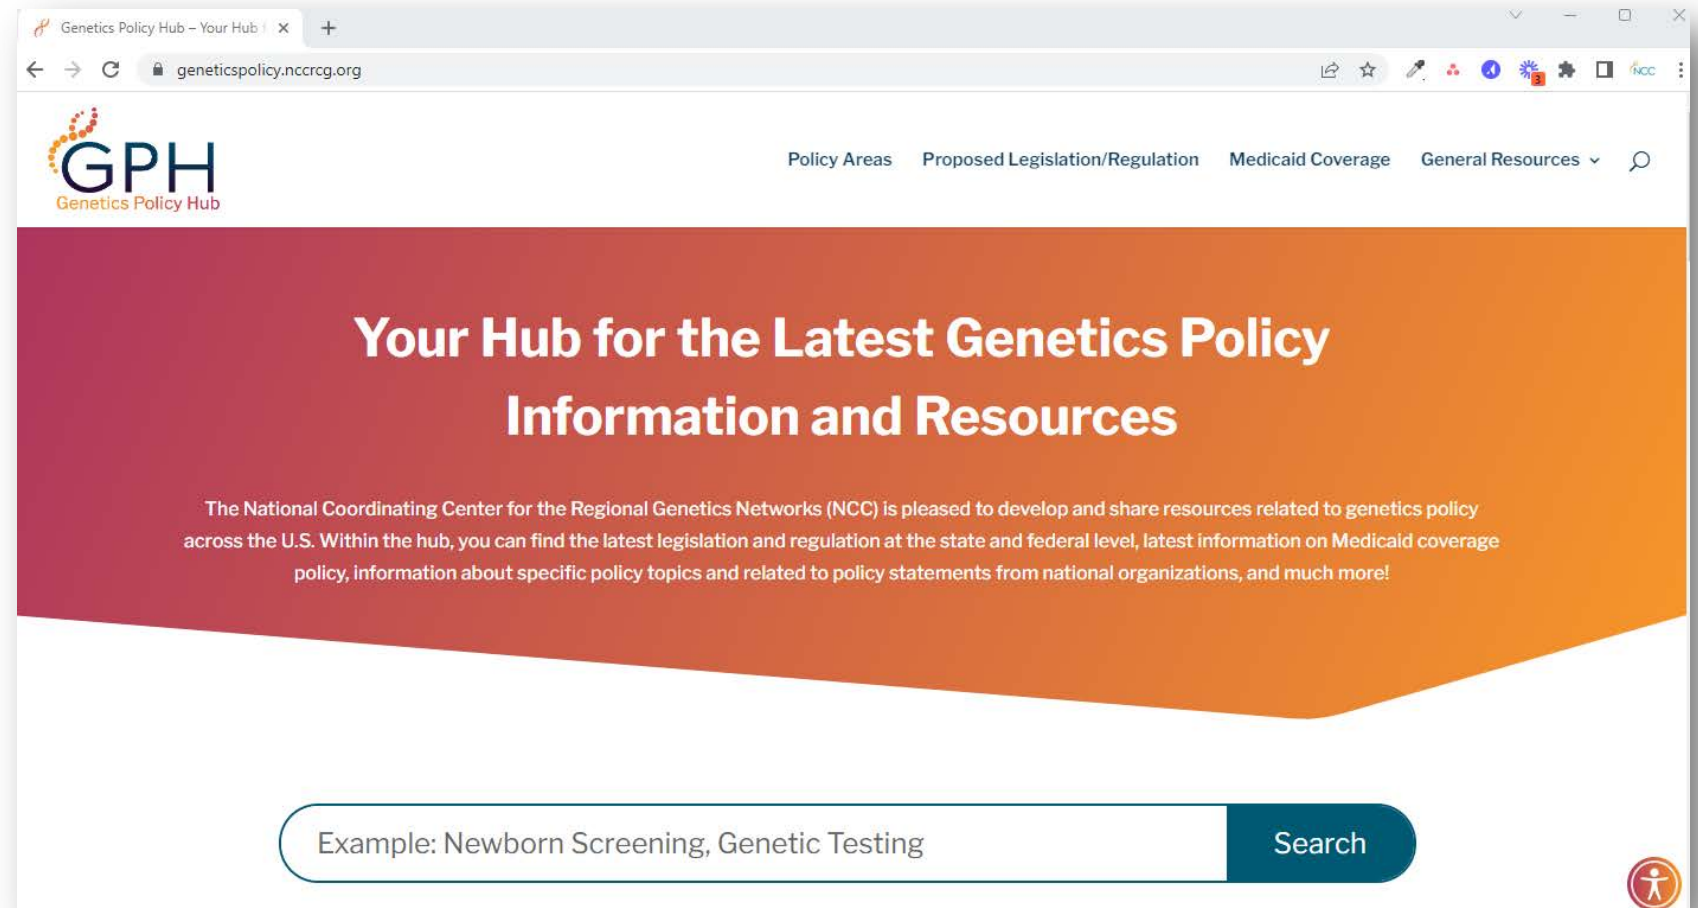 Genetics Policy Hub – Your Hub f
geneticspolicy.nccrcg.org
3
NCC
GPH
Genetics Policy Hub
Policy Areas
Proposed Legislation/Regulation
Medicaid Coverage
General Resources
Your Hub for the Latest Genetics Policy
Information and Resources
The National Coordinating Center for the Regional Genetics Networks (NCC) is pleased to develop and share resources related to genetics policy
across the U.S. Within the hub, you can find the latest legislation and regulation at the state and federal level, latest information on Medicaid coverage
policy, information about specific policy topics and related to policy statements from national organizations, and much more!
Example: Newborn Screening, Genetic Testing
Search